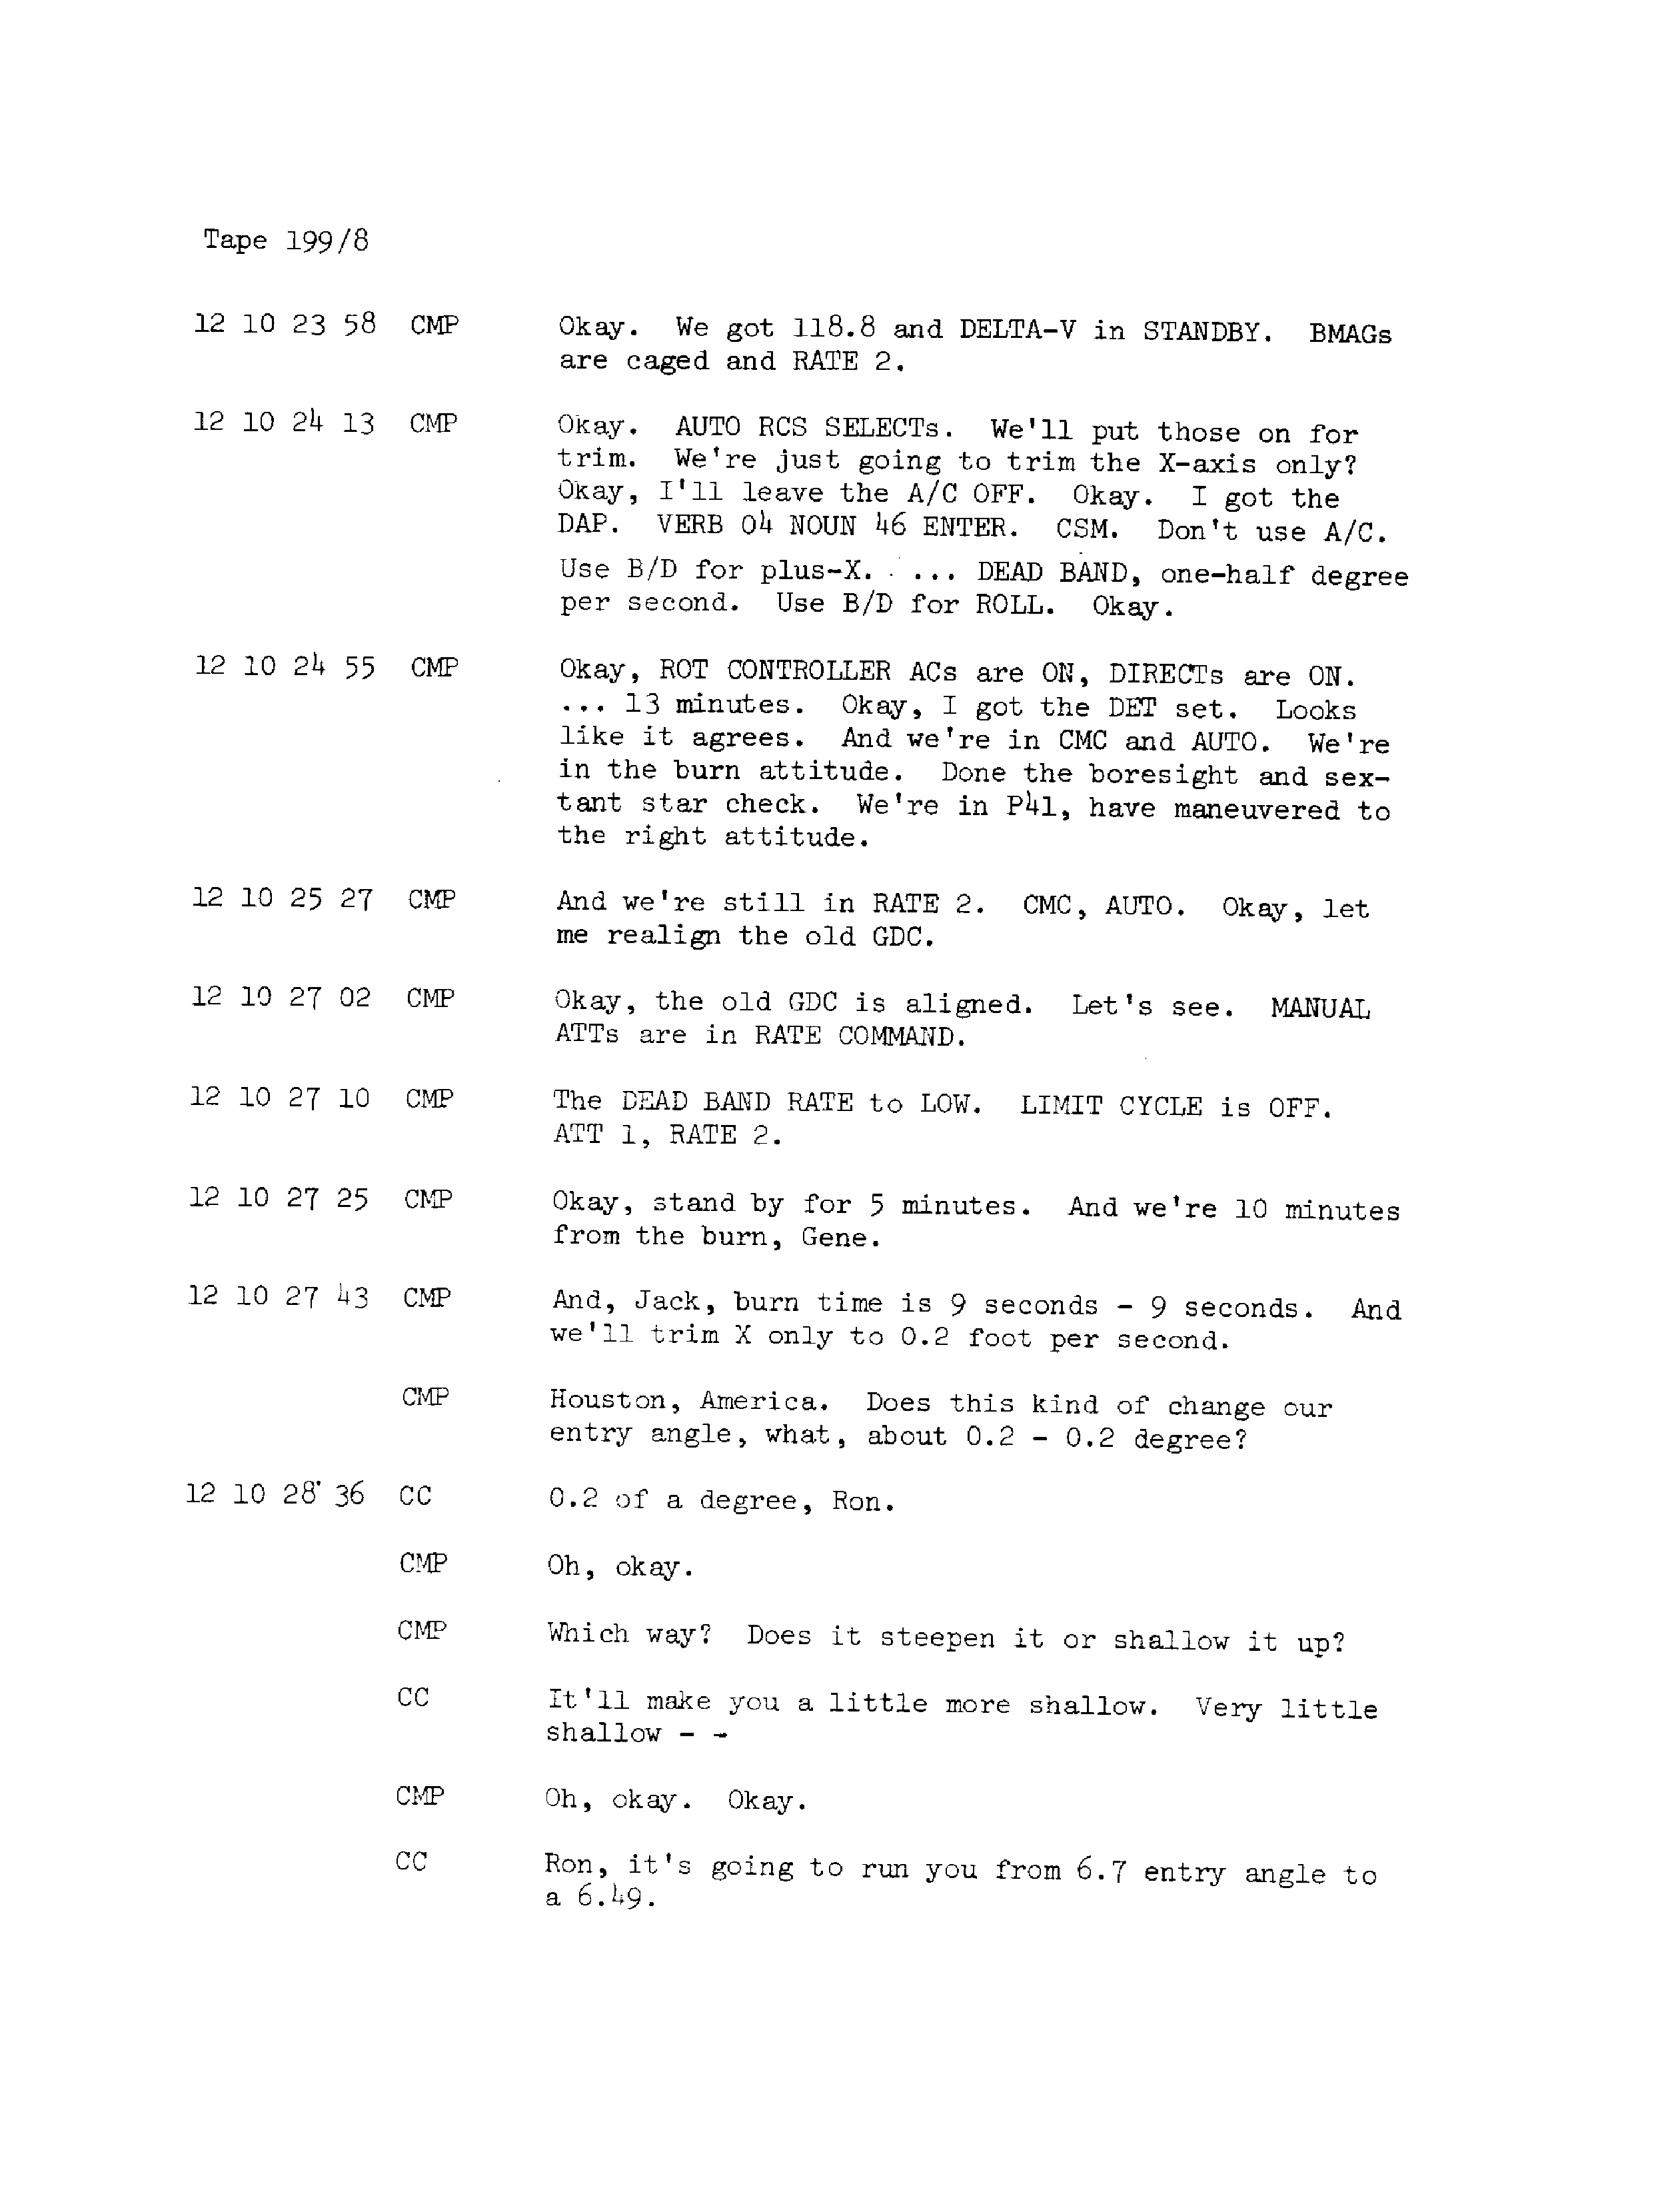 Tape 199/8
12 10 23 58 CMP Okay. We got 118.8 and DELTA-V in STANDBY. BMAGs
are caged and RATE 2.
12 10 24 13 CMP Okay. AUTO RCS SELECTs. We'll put those on for
trim. We're just going to trim the X-axis only?
Okay, I'll leave the A/C OFF. Okay. I got the
DAP. VERB 04 NOUN 46 ENTER. CSM. Don't use A/C.
Use B/D for plus-X. ... DEAD BAND, one-half degree
per second. Use B/D for ROLL. Okay.
12 10 24 55 CMP Okay, ROT CONTROLLER ACs are ON, DIRECTs are ON.
... 13 minutes. Okay, I got the DET set. Looks
like it agrees. And we're in CMC and AUTO. We're
in the burn attitude. Done the boresight and sex-
tant star check. We're in P41, have maneuvered to
the right attitude.
12 10 25 27 CMP And we're still in RATE 2. CMC, AUTO. Okay, let
me realign the old GDC.
12 10 27 02 CMP Okay, the old GDC is aligned. Let's see. MANUAL
ATTs are in RATE COMMAND.
12 10 27 10 CMP The DEAD BAND RATE to LOW. LIMIT CYCLE is OFF.
ATT 1, RATE 2.
12 10 27 25 CMP Okay, stand by for 5 minutes. And we're 10 minutes
from the burn, Gene.
12 10 27 43 CMP And, Jack, burn time is 9 seconds - 9 seconds. And
we'll trim X only to 0.2 foot per second.
CMP Houston, America. Does this kind of change our
entry angle, what, about 0.2 - 0.2 degree?
12 10 28 36 CC 0.2 of a degree, Ron.
CMP Oh, okay.
CMP Which way? Does it steepen it or shallow it up?
CC It'll make you a little more shallow. Very little
shallow - -
CMP Oh, okay. Okay.
CC Ron, it's going to run you from 6.7 entry angle to
a 6.49.